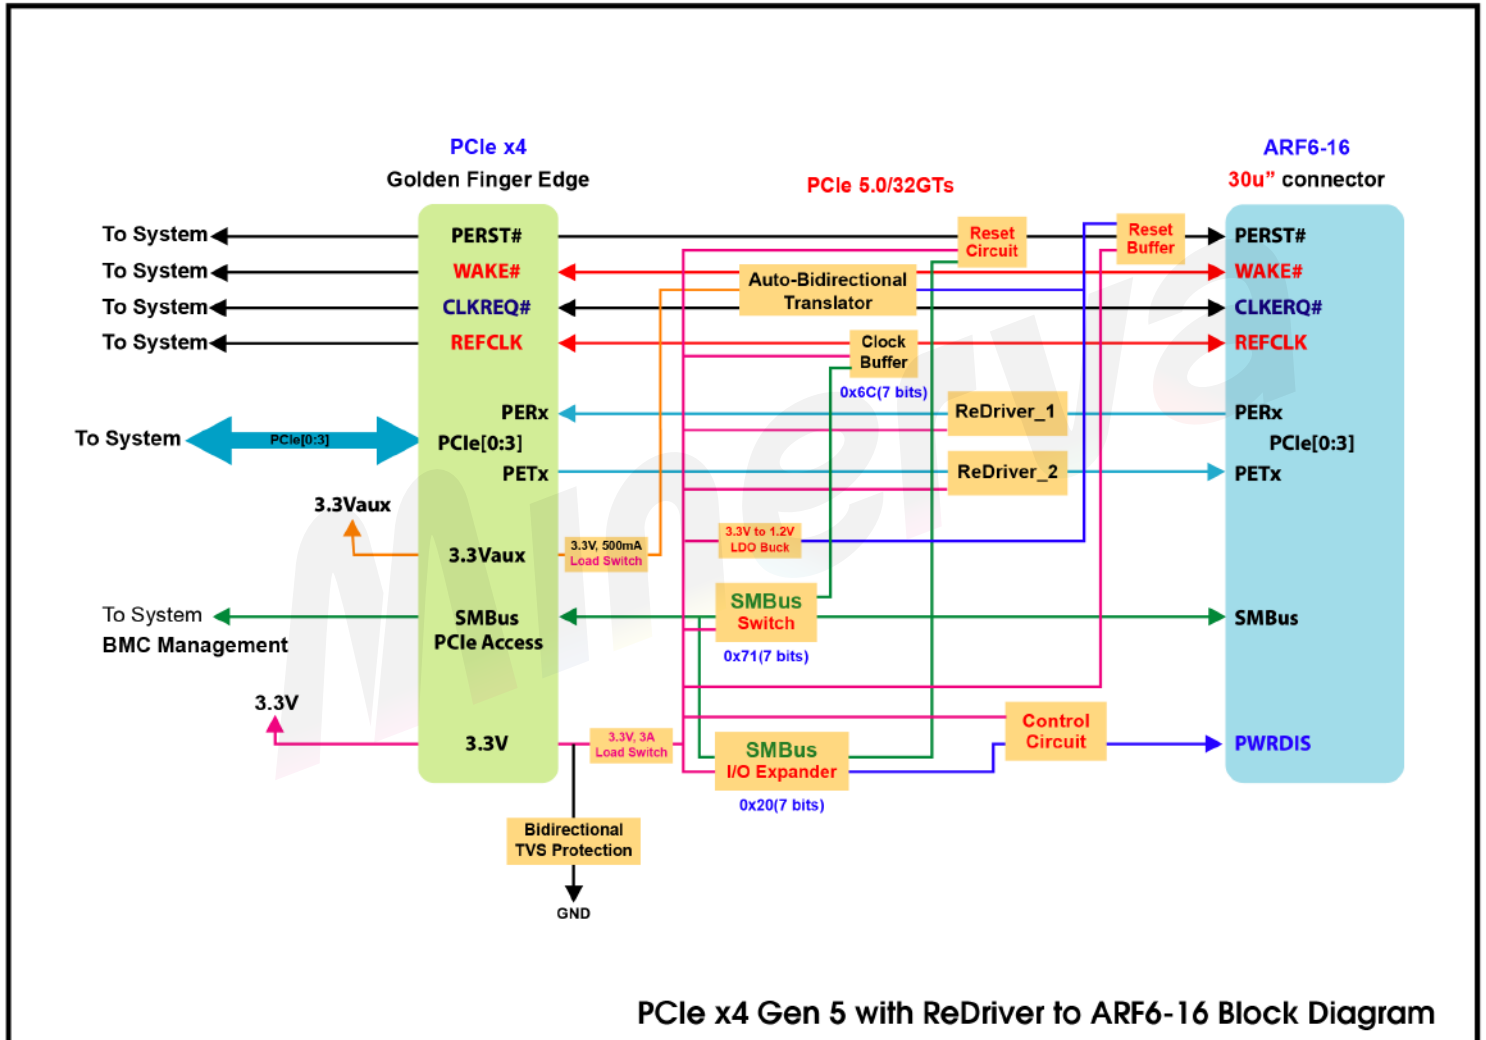 PCIe x4
Golden Finger Edge
PCIe 5.0/32GTs
ARF6-16
30u” connector
To System
PERST#
Reset
Circuit
Reset
Buffer
PERST#
To System
WAKE#
Auto-Bidirectional
Translator
WAKE#
To System
CLKREQ#
CLKERQ#
To System
REFCLK
Clock
Buffer
REFCLK
0x6C(7 bits)
PERx
ReDriver_1
PERx
To System
PCIe[0:3]
PCIe[0:3]
PCIe[0:3]
PETx
ReDriver_2
PETx
3.3Vaux
3.3Vaux
3.3V, 500mA
Load Switch
3.3V to 1.2V
LDO Buck
To System
BMC Management
SMBus
PCIe Access
SMBus
Switch
SMBus
0x71(7 bits)
3.3V
3.3V
3.3V, 3A
Load Switch
SMBus
I/O Expander
Control
Circuit
PWRDIS
0x20(7 bits)
Bidirectional
TVS Protection
GND
Minerva
PCIe x4 Gen 5 with ReDriver to ARF6-16 Block Diagram